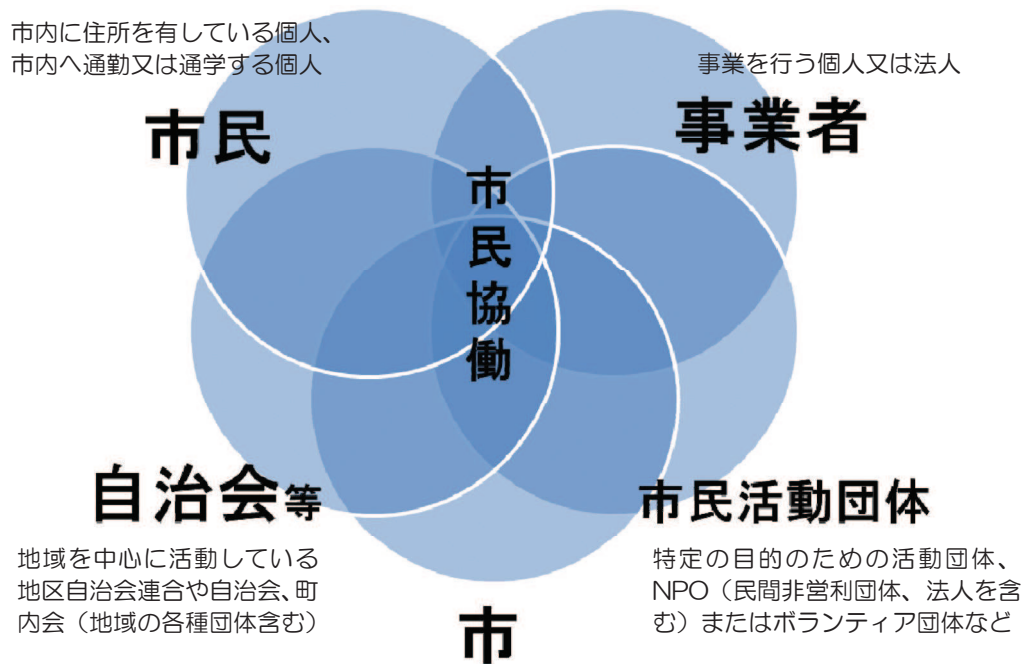 市内に住所を有している個人、
市内へ通勤又は通学する個人
市民
事業を行う個人又は法人
事業者
市民協働
自治会等
地域を中心に活動している
地区自治会連合や自治会、町
内会（地域の各種団体含む）
市民活動団体
特定の目的のための活動団体、
NPO（民間非営利団体、法人を含
む）またはボランティア団体など
市